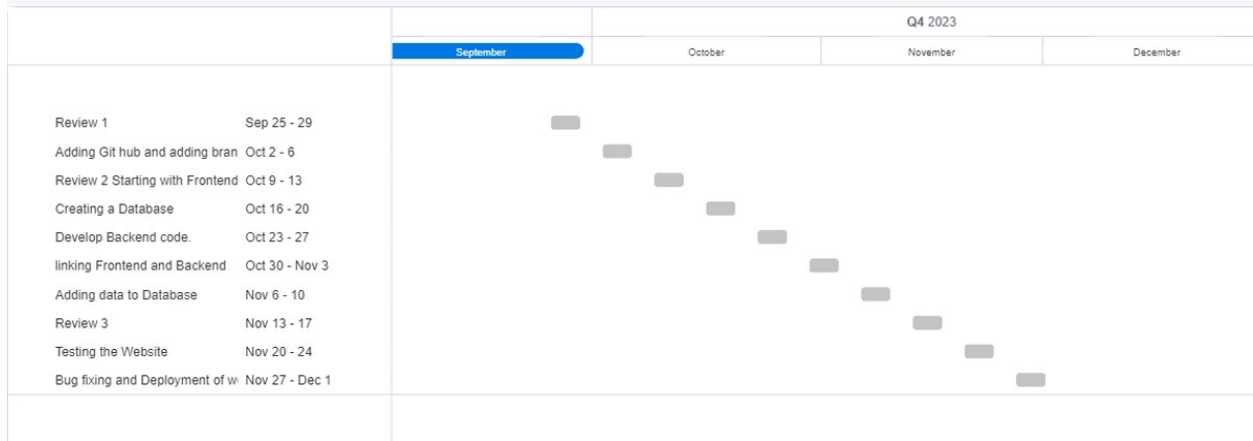 Q4 2023
September October November December
Review 1 Sep 25 - 29
Adding Git hub and adding bran Oct 2 - 6
Review 2 Starting with Frontend Oct 9 - 13
Creating a Database Oct 16 - 20
Develop Backend code. Oct 23 - 27
linking Frontend and Backend Oct 30 - Nov 3
Adding data to Database Nov 6 - 10
Review 3 Nov 13 - 17
Testing the Website Nov 20 - 24
Bug fixing and Deployment of Nov 27 - Dec 1